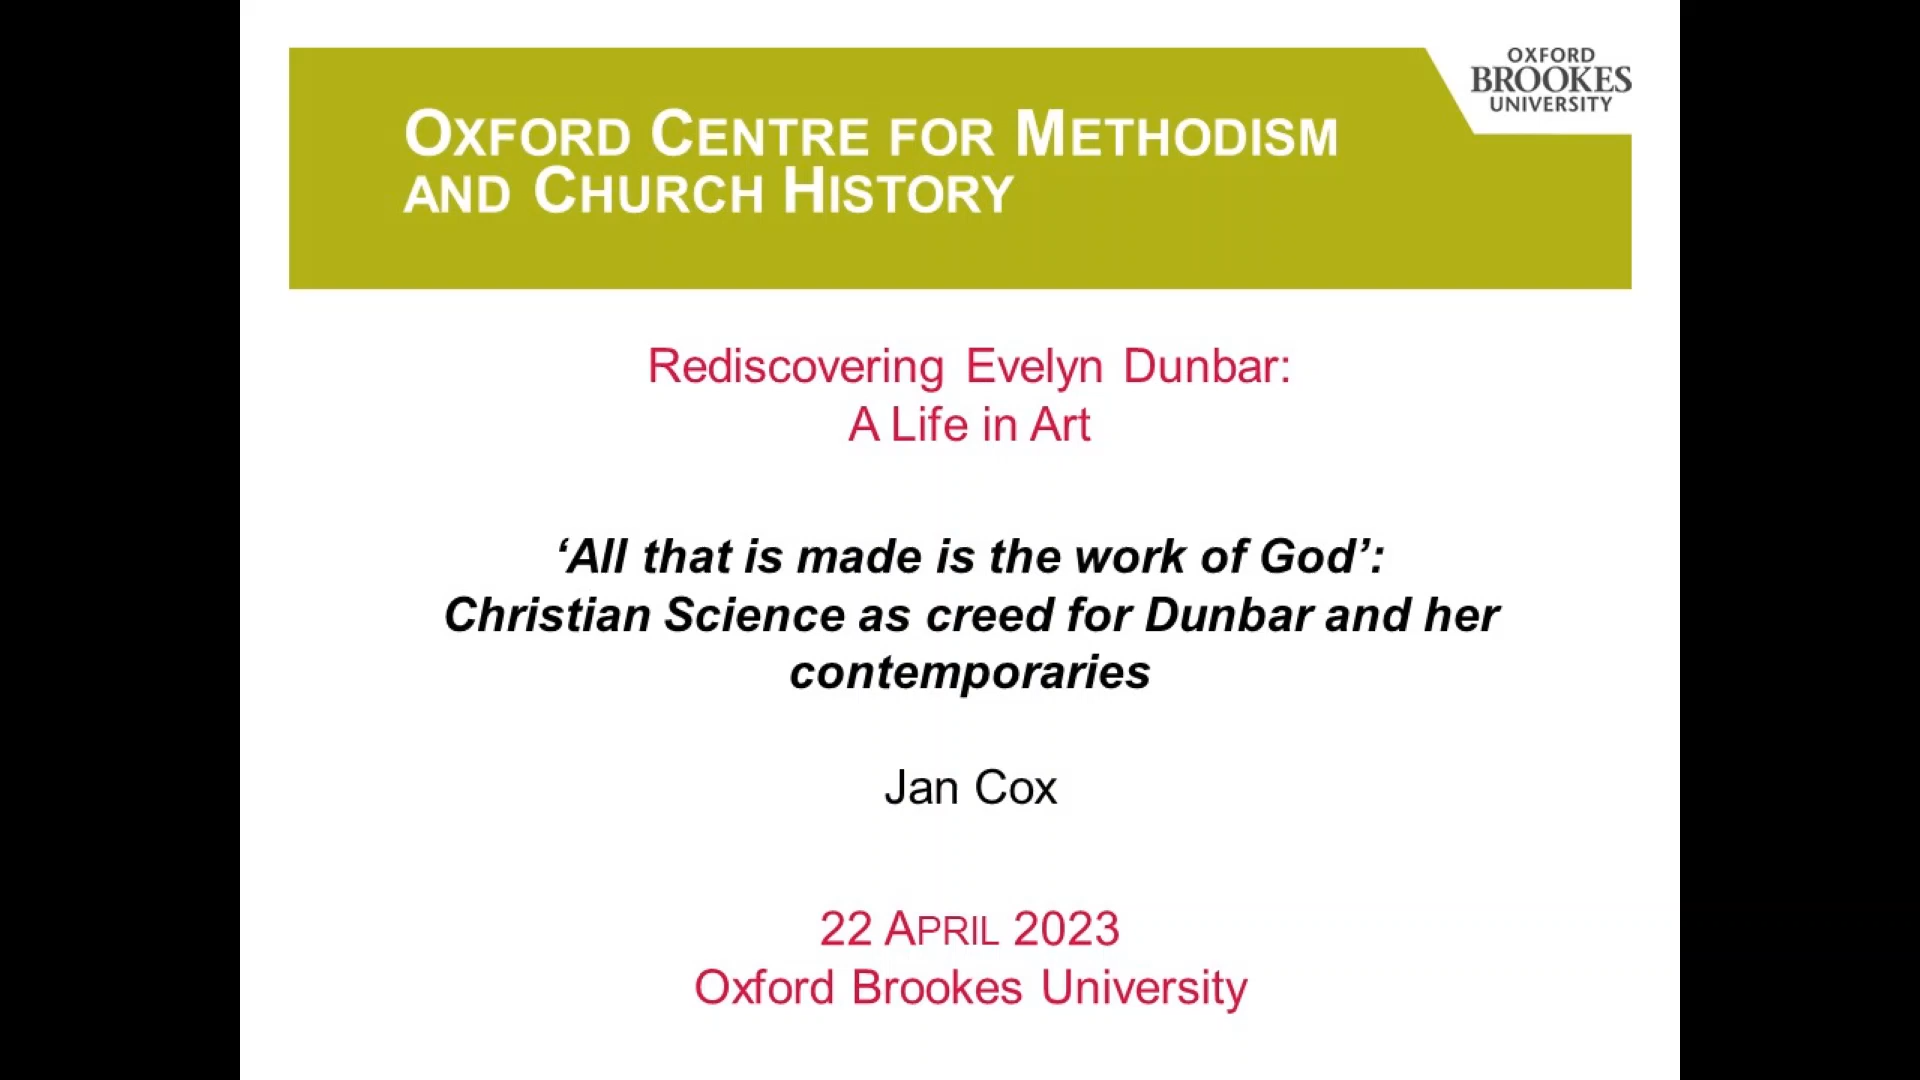 OXFORD
BROOKES
UNIVERSITY
OXFORD CENTRE FOR METHODISM
AND CHURCH HISTORY
Rediscovering Evelyn Dunbar:
A Life in Art
‘All that is made is the work of God’:
Christian Science as creed for Dunbar and her
contemporaries
Jan Cox
22 APRIL 2023
Oxford Brookes University